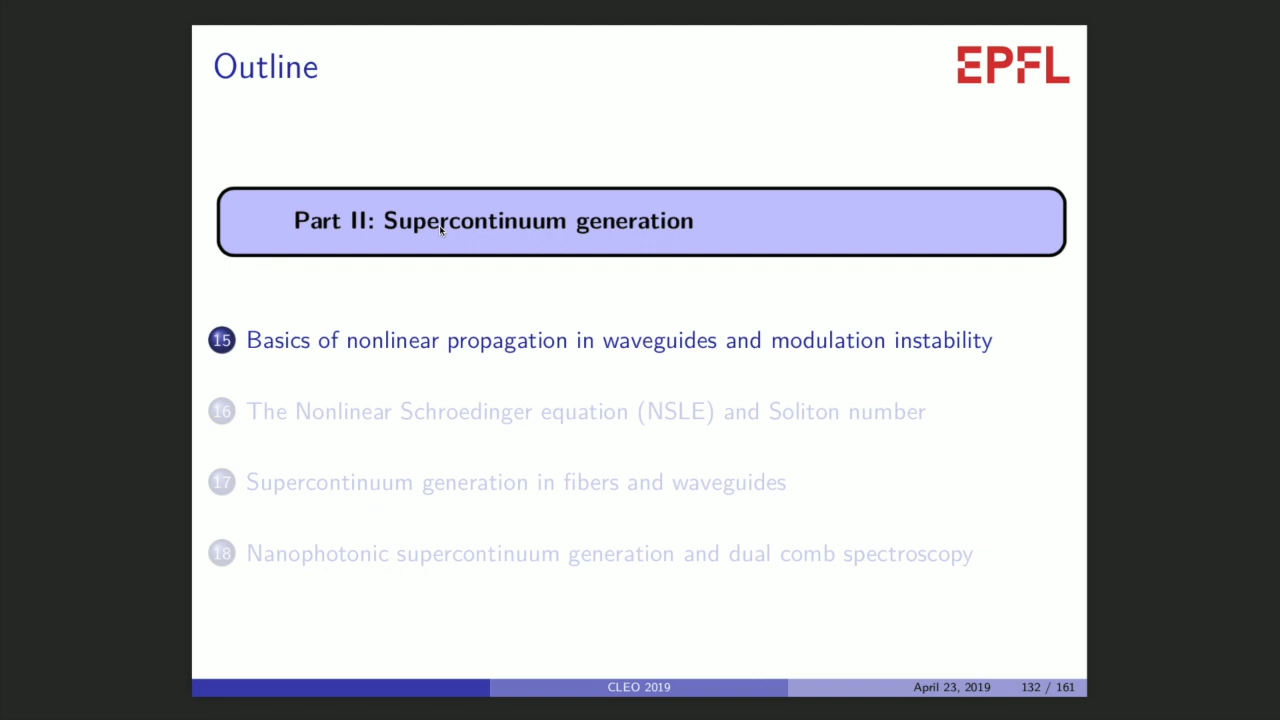 Outline
EPFL
Part II: Supercontinuum generation
15 Basics of nonlinear propagation in waveguides and modulation instability
16 The Nonlinear Schroedinger equation (NSLE) and Soliton number
17 Supercontinuum generation in fibers and waveguides
18 Nanophotonic supercontinuum generation and dual comb spectroscopy
CLEO 2019 April 23, 2019 132 / 161